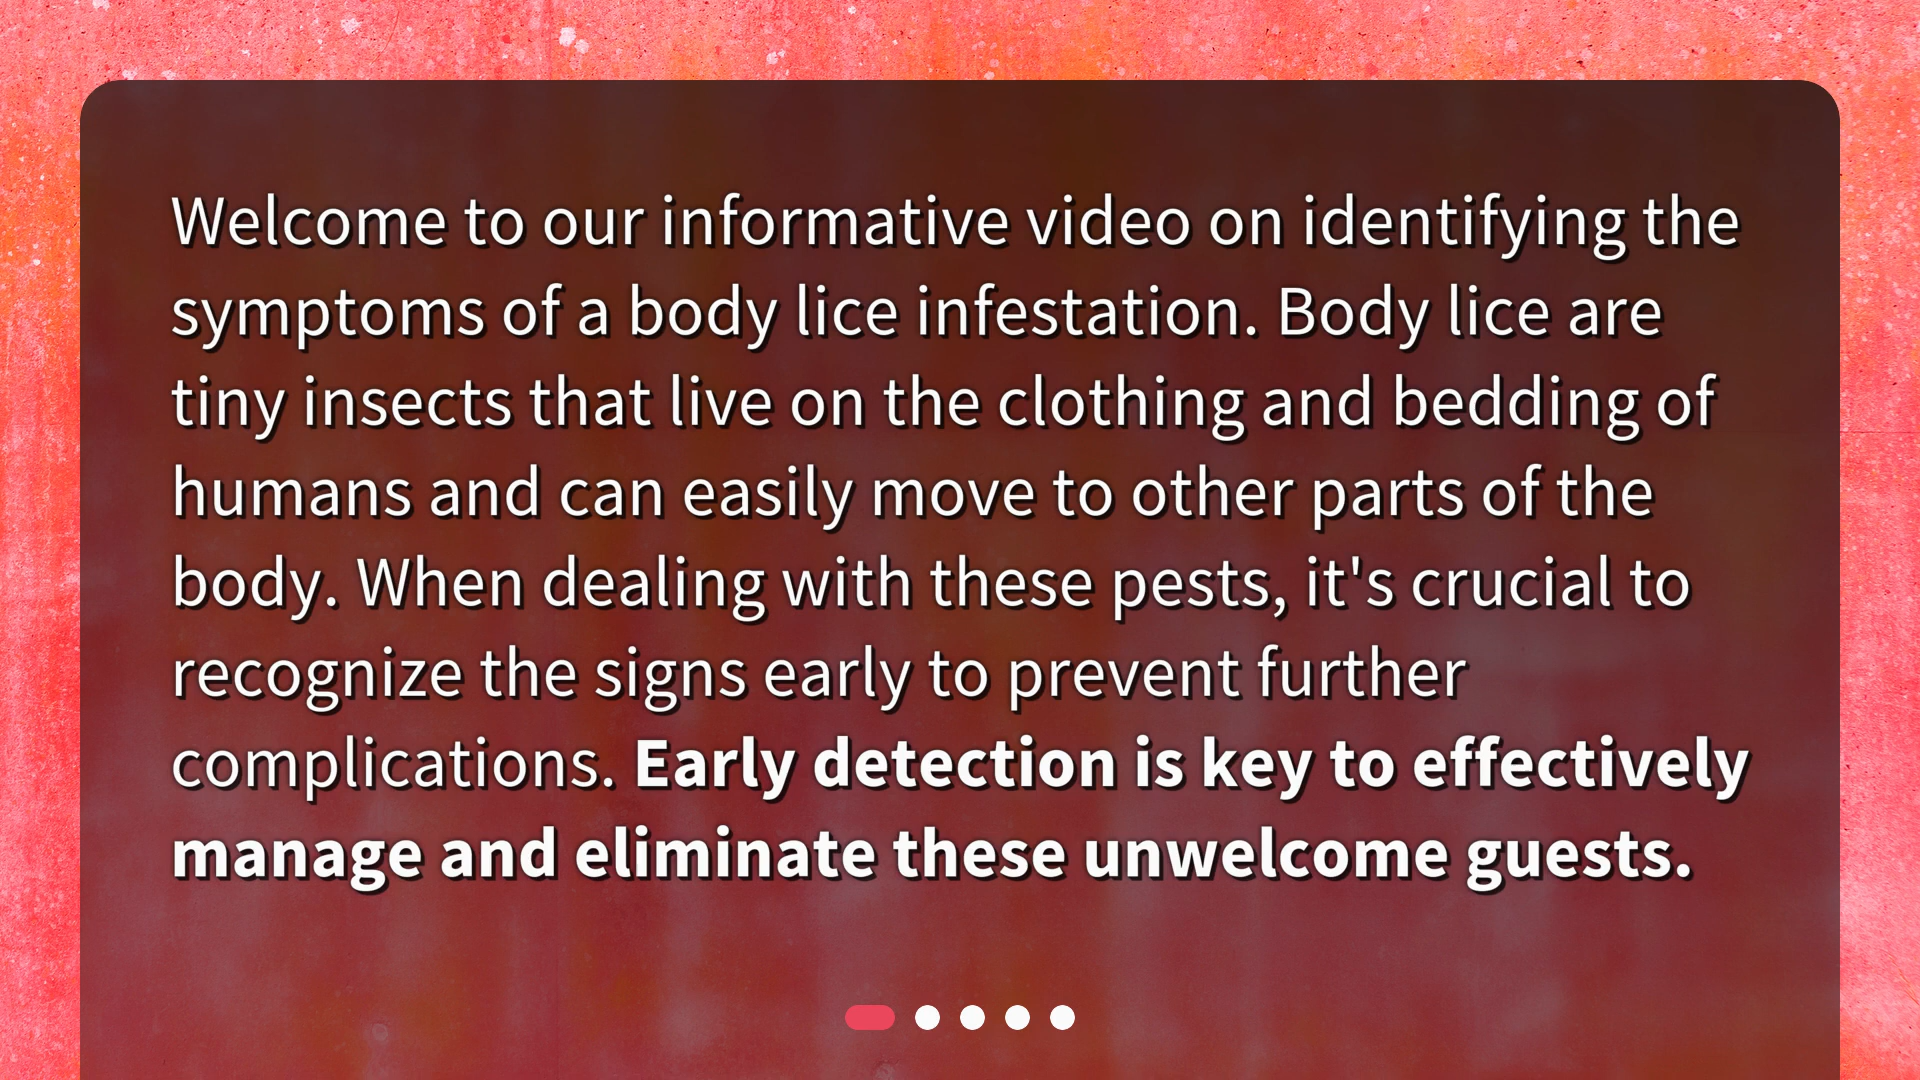 Welcome to our informative video on identifying the
symptoms of a body lice infestation. Body lice are
tiny insects that live on the clothing and bedding of
humans and can easily move to other parts of the
body. When dealing with these pests, it's crucial to
recognize the signs early to prevent further
complications. Early detection is key to effectively
manage and eliminate these unwelcome guests.